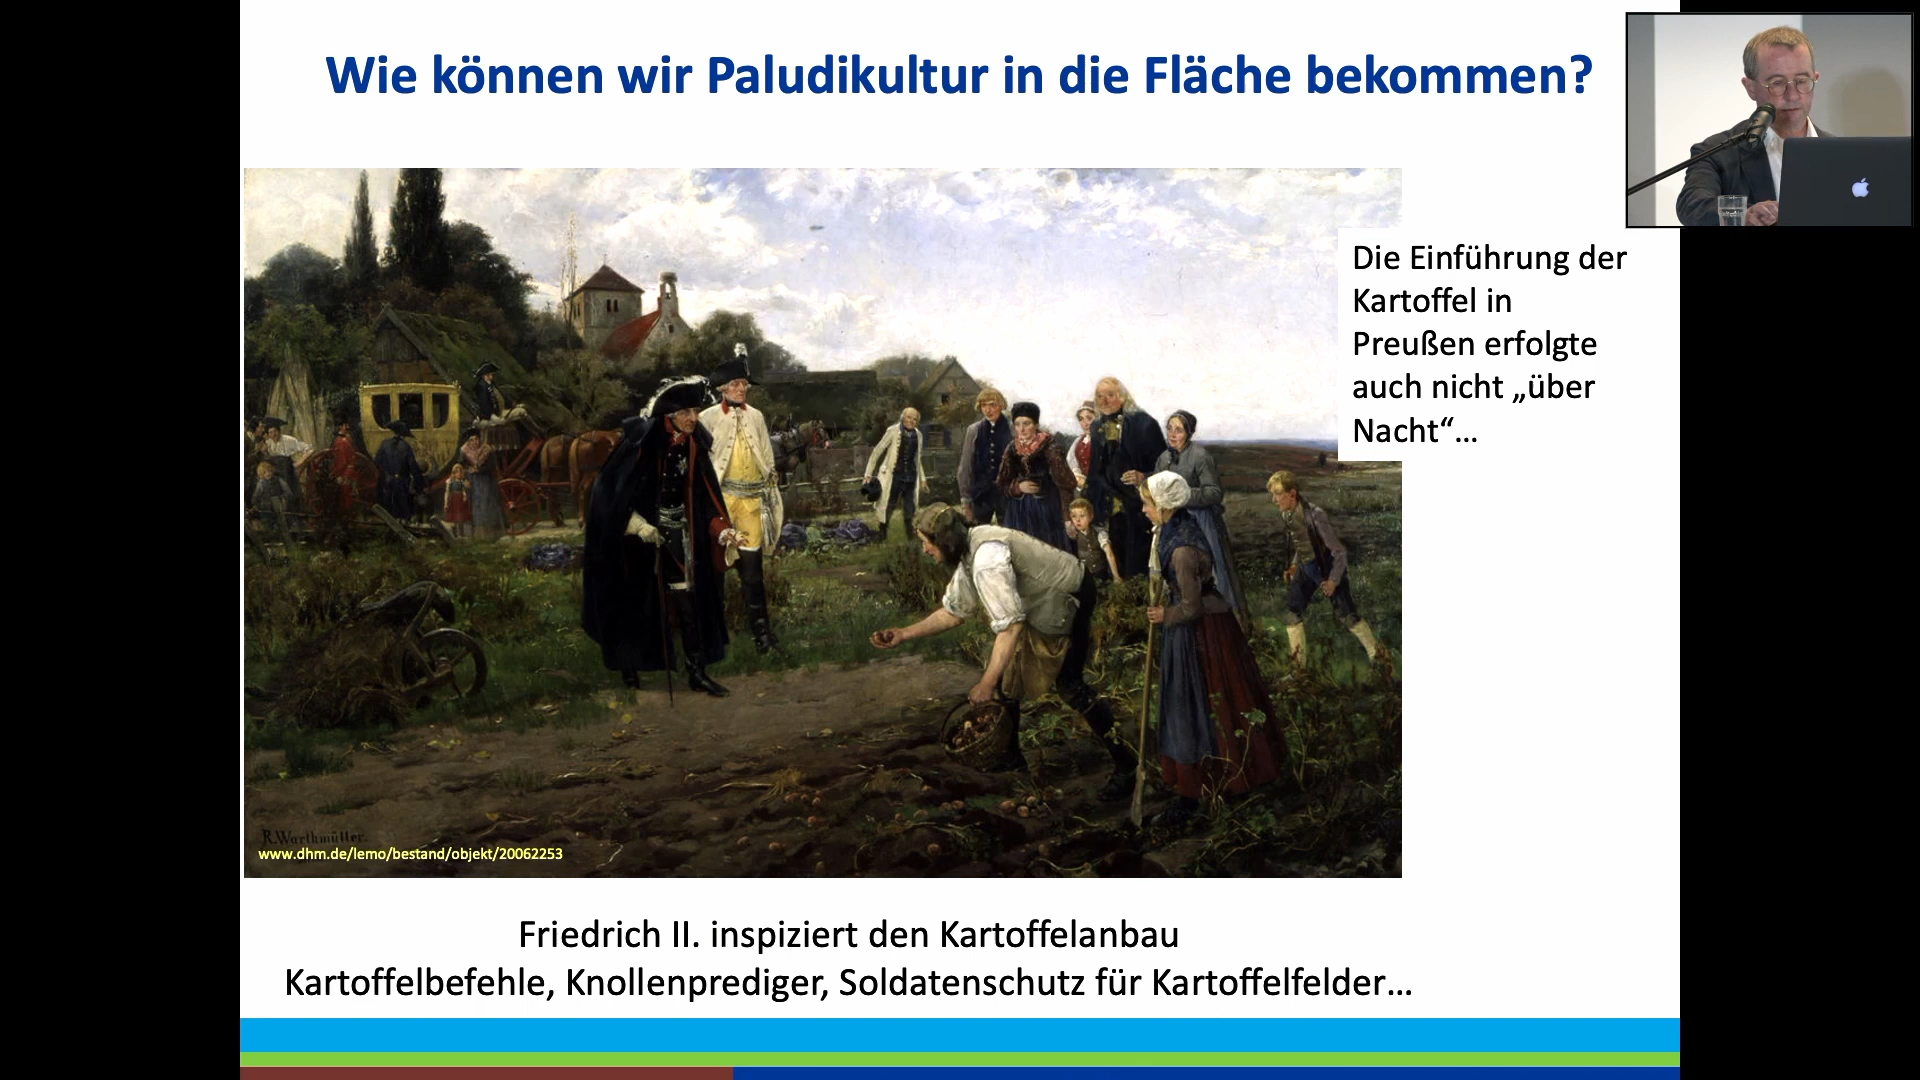 Wie können wir Paludikultur in die Fläche bekommen?
Die Einführung der
Kartoffel in
Preußen erfolgte
auch nicht „über
Nacht“...
R. Warthmüller.
www.dhm.de/lemo/bestand/objekt/20062253
Friedrich II. inspiziert den Kartoffelanbau
Kartoffelbefehle, Knollenprediger, Soldatenschutz für Kartoffelfelder...